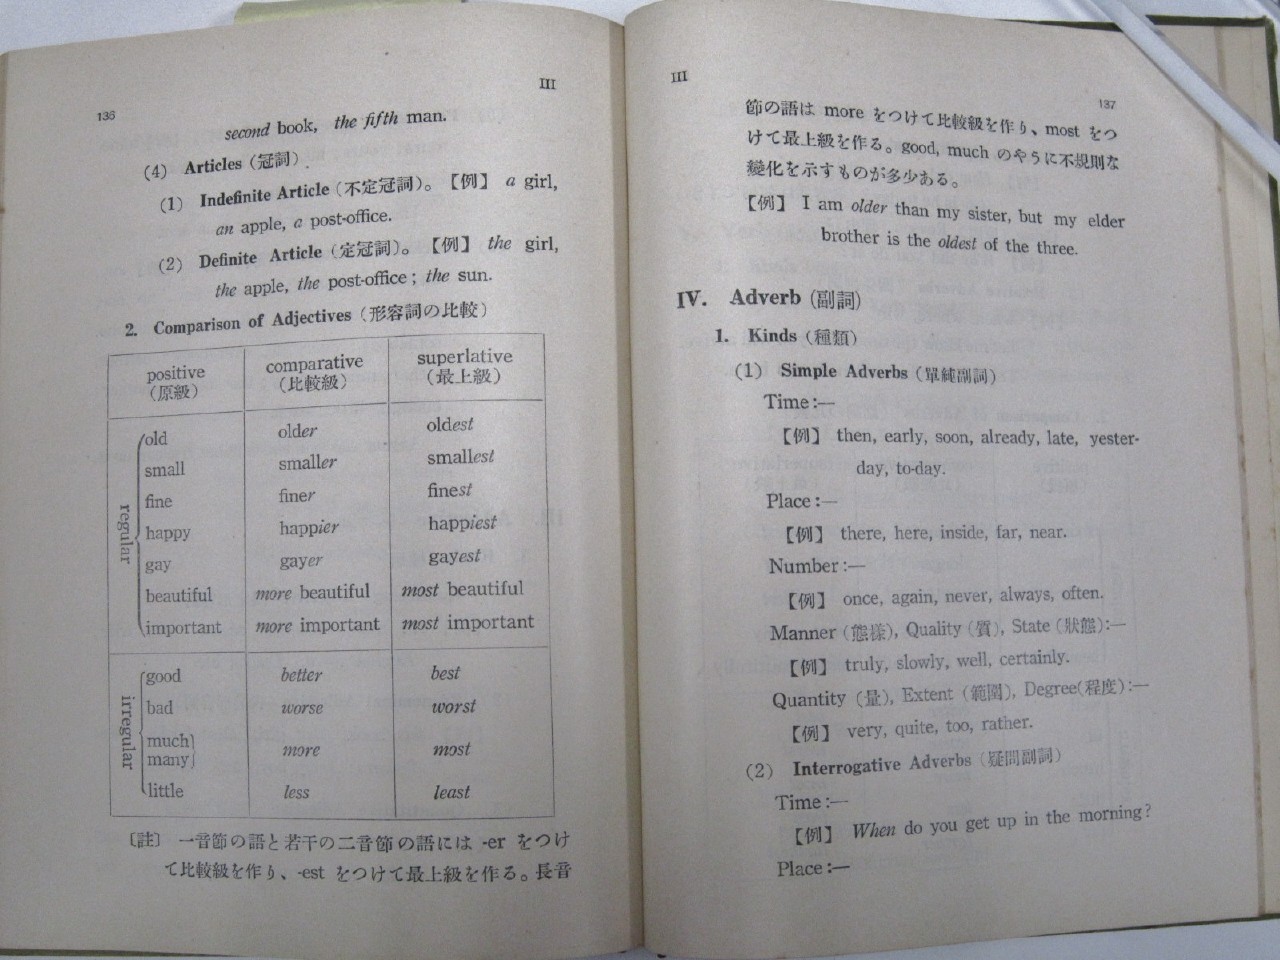 136
III
second book, the fifth man.
(4) Articles (冠詞)
(1) Indefinite Article (不定冠詞)。【例】 a girl,
an apple, a post-office.
(2) Definite Article (定冠詞)。【例】 the girl,
the apple, the post-office; the sun.
2. Comparison of Adjectives (形容詞の比較)
positive (原級) comparative (比較級) superlative (最上級)
regular
old older oldest
small smaller smallest
fine finer finest
happy happier happiest
gay gayer gayest
beautiful more beautiful most beautiful
important more important most important
irregular
good better best
bad worse worst
much
many more most
little less least
〔註〕 一音節の語と若干の二音節の語には -er をつけ
て比較級を作り、-est をつけて最上級を作る。長音
III
137
節の語は more をつけて比較級を作り、most をつ
けて最上級を作る。good, much のやうに不規則な
變化を示すものが多少ある。
【例】 I am older than my sister, but my elder
brother is the oldest of the three.
IV. Adverb (副詞)
1. Kinds (種類)
(1) Simple Adverbs (單純副詞)
Time:—
【例】 then, early, soon, already, late, yester-
day, to-day.
Place:—
【例】 there, here, inside, far, near.
Number:—
【例】 once, again, never, always, often.
Manner (態樣), Quality (質), State (狀態):—
【例】 truly, slowly, well, certainly.
Quantity (量), Extent (範圍), Degree(程度):—
【例】 very, quite, too, rather.
(2) Interrogative Adverbs (疑問副詞)
Time:—
【例】 When do you get up in the morning?
Place:—